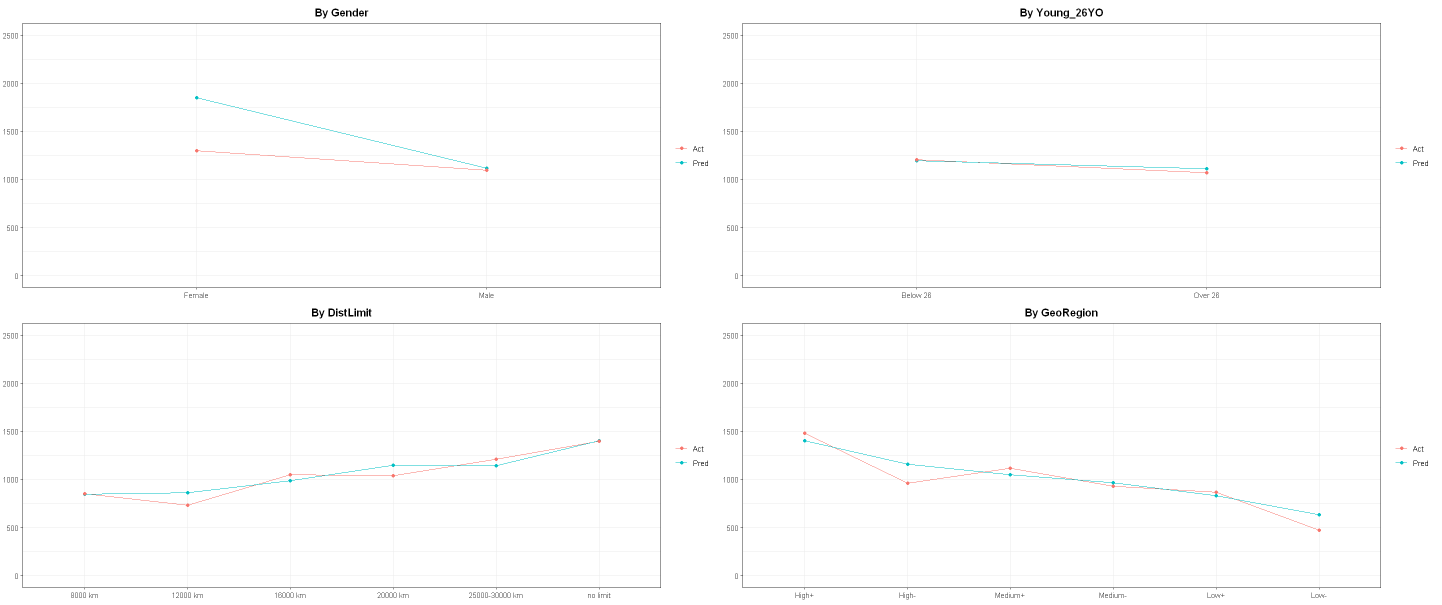 By Gender
2500
2000
1500
1000
500
0
Female
Male
Act
Pred
By Young_26YO
2500
2000
1500
1000
500
0
Below 26
Over 26
Act
Pred
By DistLimit
2500
2000
1500
1000
500
0
8000 km
12000 km
16000 km
20000 km
25000-30000 km
no limit
Act
Pred
By GeoRegion
2500
2000
1500
1000
500
0
High+
High-
Medium+
Medium-
Low+
Low-
Act
Pred